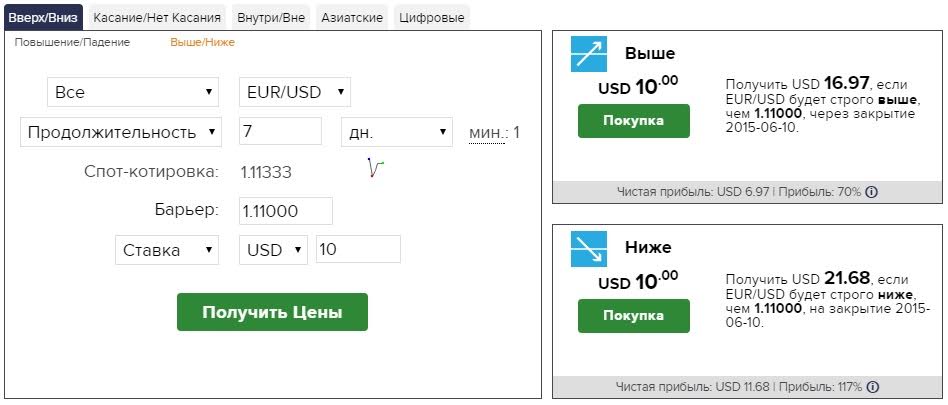 Вверх/Вниз Касание/Нет Касания Внутри/Вне Азиатские Цифровые
Повышение/Падение Выше/Ниже
Все EUR/USD
Продолжительность 7 дн. мин.: 1
Спот-котировка: 1.11333
Барьер: 1.11000
Ставка USD 10
Получить Цены
Выше
USD 10.00
Покупка
Получить USD 16.97, если
EUR/USD будет строго выше,
чем 1.11000, через закрытие
2015-06-10.
Чистая прибыль: USD 6.97 | Прибыль: 70%
Ниже
USD 10.00
Покупка
Получить USD 21.68, если
EUR/USD будет строго ниже,
чем 1.11000, на закрытие 2015-
06-10.
Чистая прибыль: USD 11.68 | Прибыль: 117%